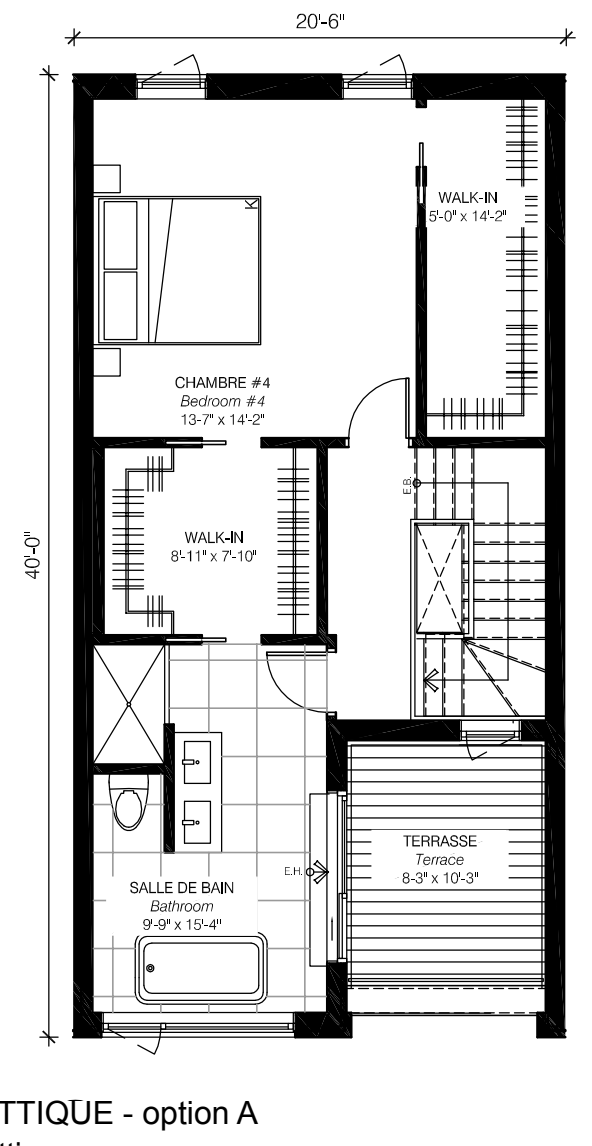 20'-6"
40'-0"
WALK-IN
5'-0" x 14'-2"
K
CHAMBRE #4
Bedroom #4
13-7" x 14'-2"
E.B.
WALK-IN
8'-11" x 7'-10"
TERRASSE
Terrace
8-3" x 10'-3"
E.H.
SALLE DE BAIN
Bathroom
9'-9" x 15'-4"
TTIQUE - option A